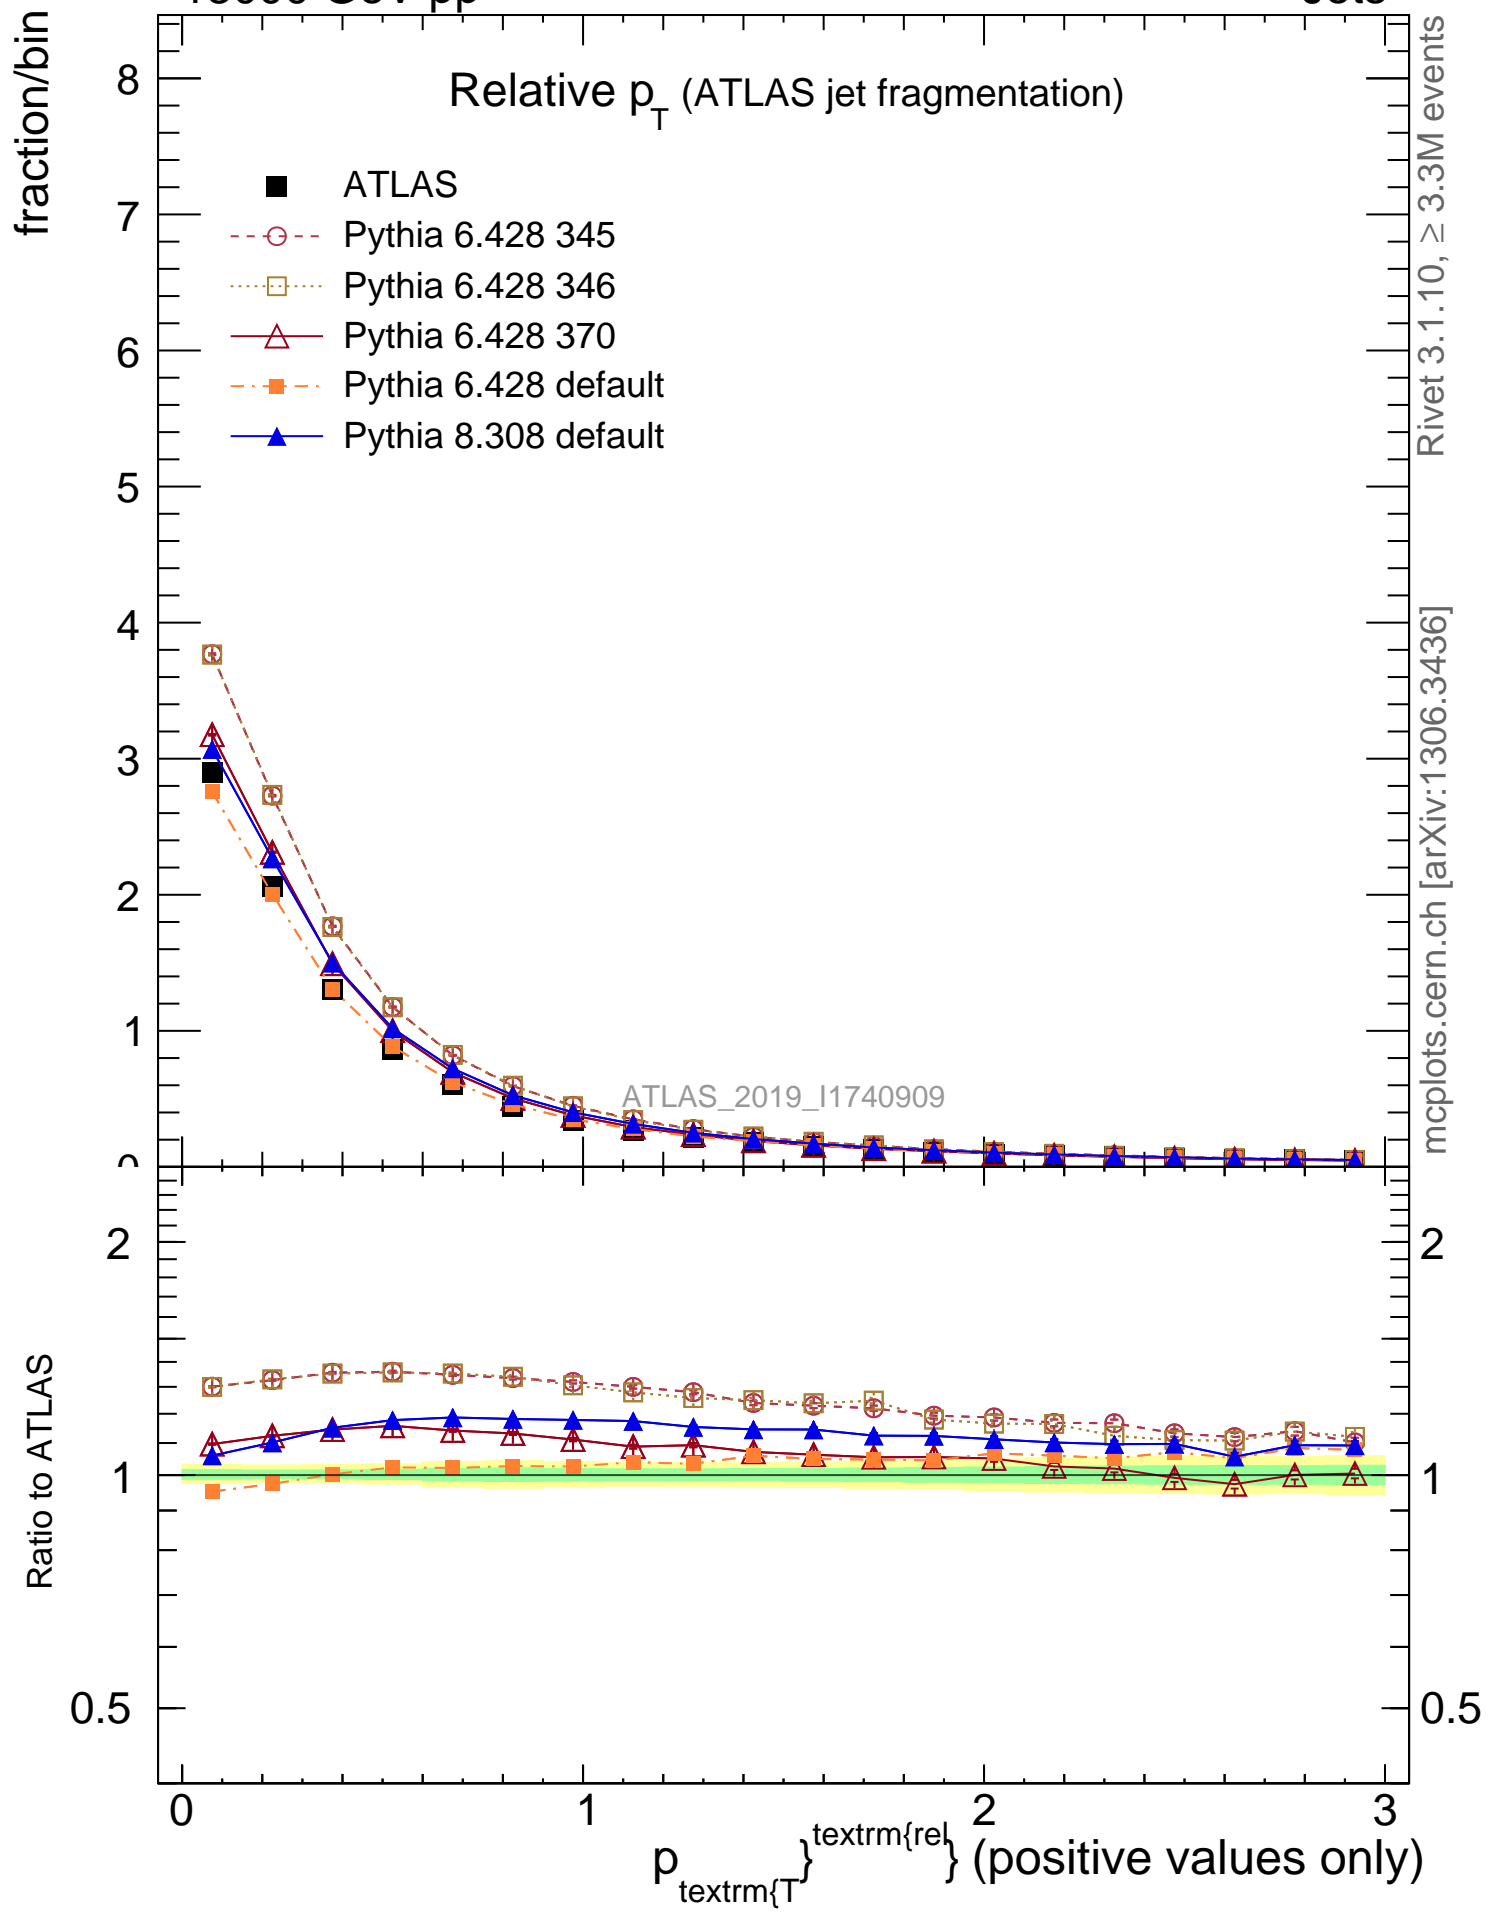 fraction/bin
Relative p_T (ATLAS jet fragmentation)
ATLAS
Pythia 6.428 345
Pythia 6.428 346
Pythia 6.428 370
Pythia 6.428 default
Pythia 8.308 default
8
7
6
5
4
3
2
1
0
ATLAS_2019_I1740909
Rivet 3.1.10, ≥ 3.3M events
mcplots.cern.ch [arXiv:1306.3436]
Ratio to ATLAS
2
1
0.5
2
1
0.5
0
1
2
3
p_textrm{T}^textrm{rel} (positive values only)